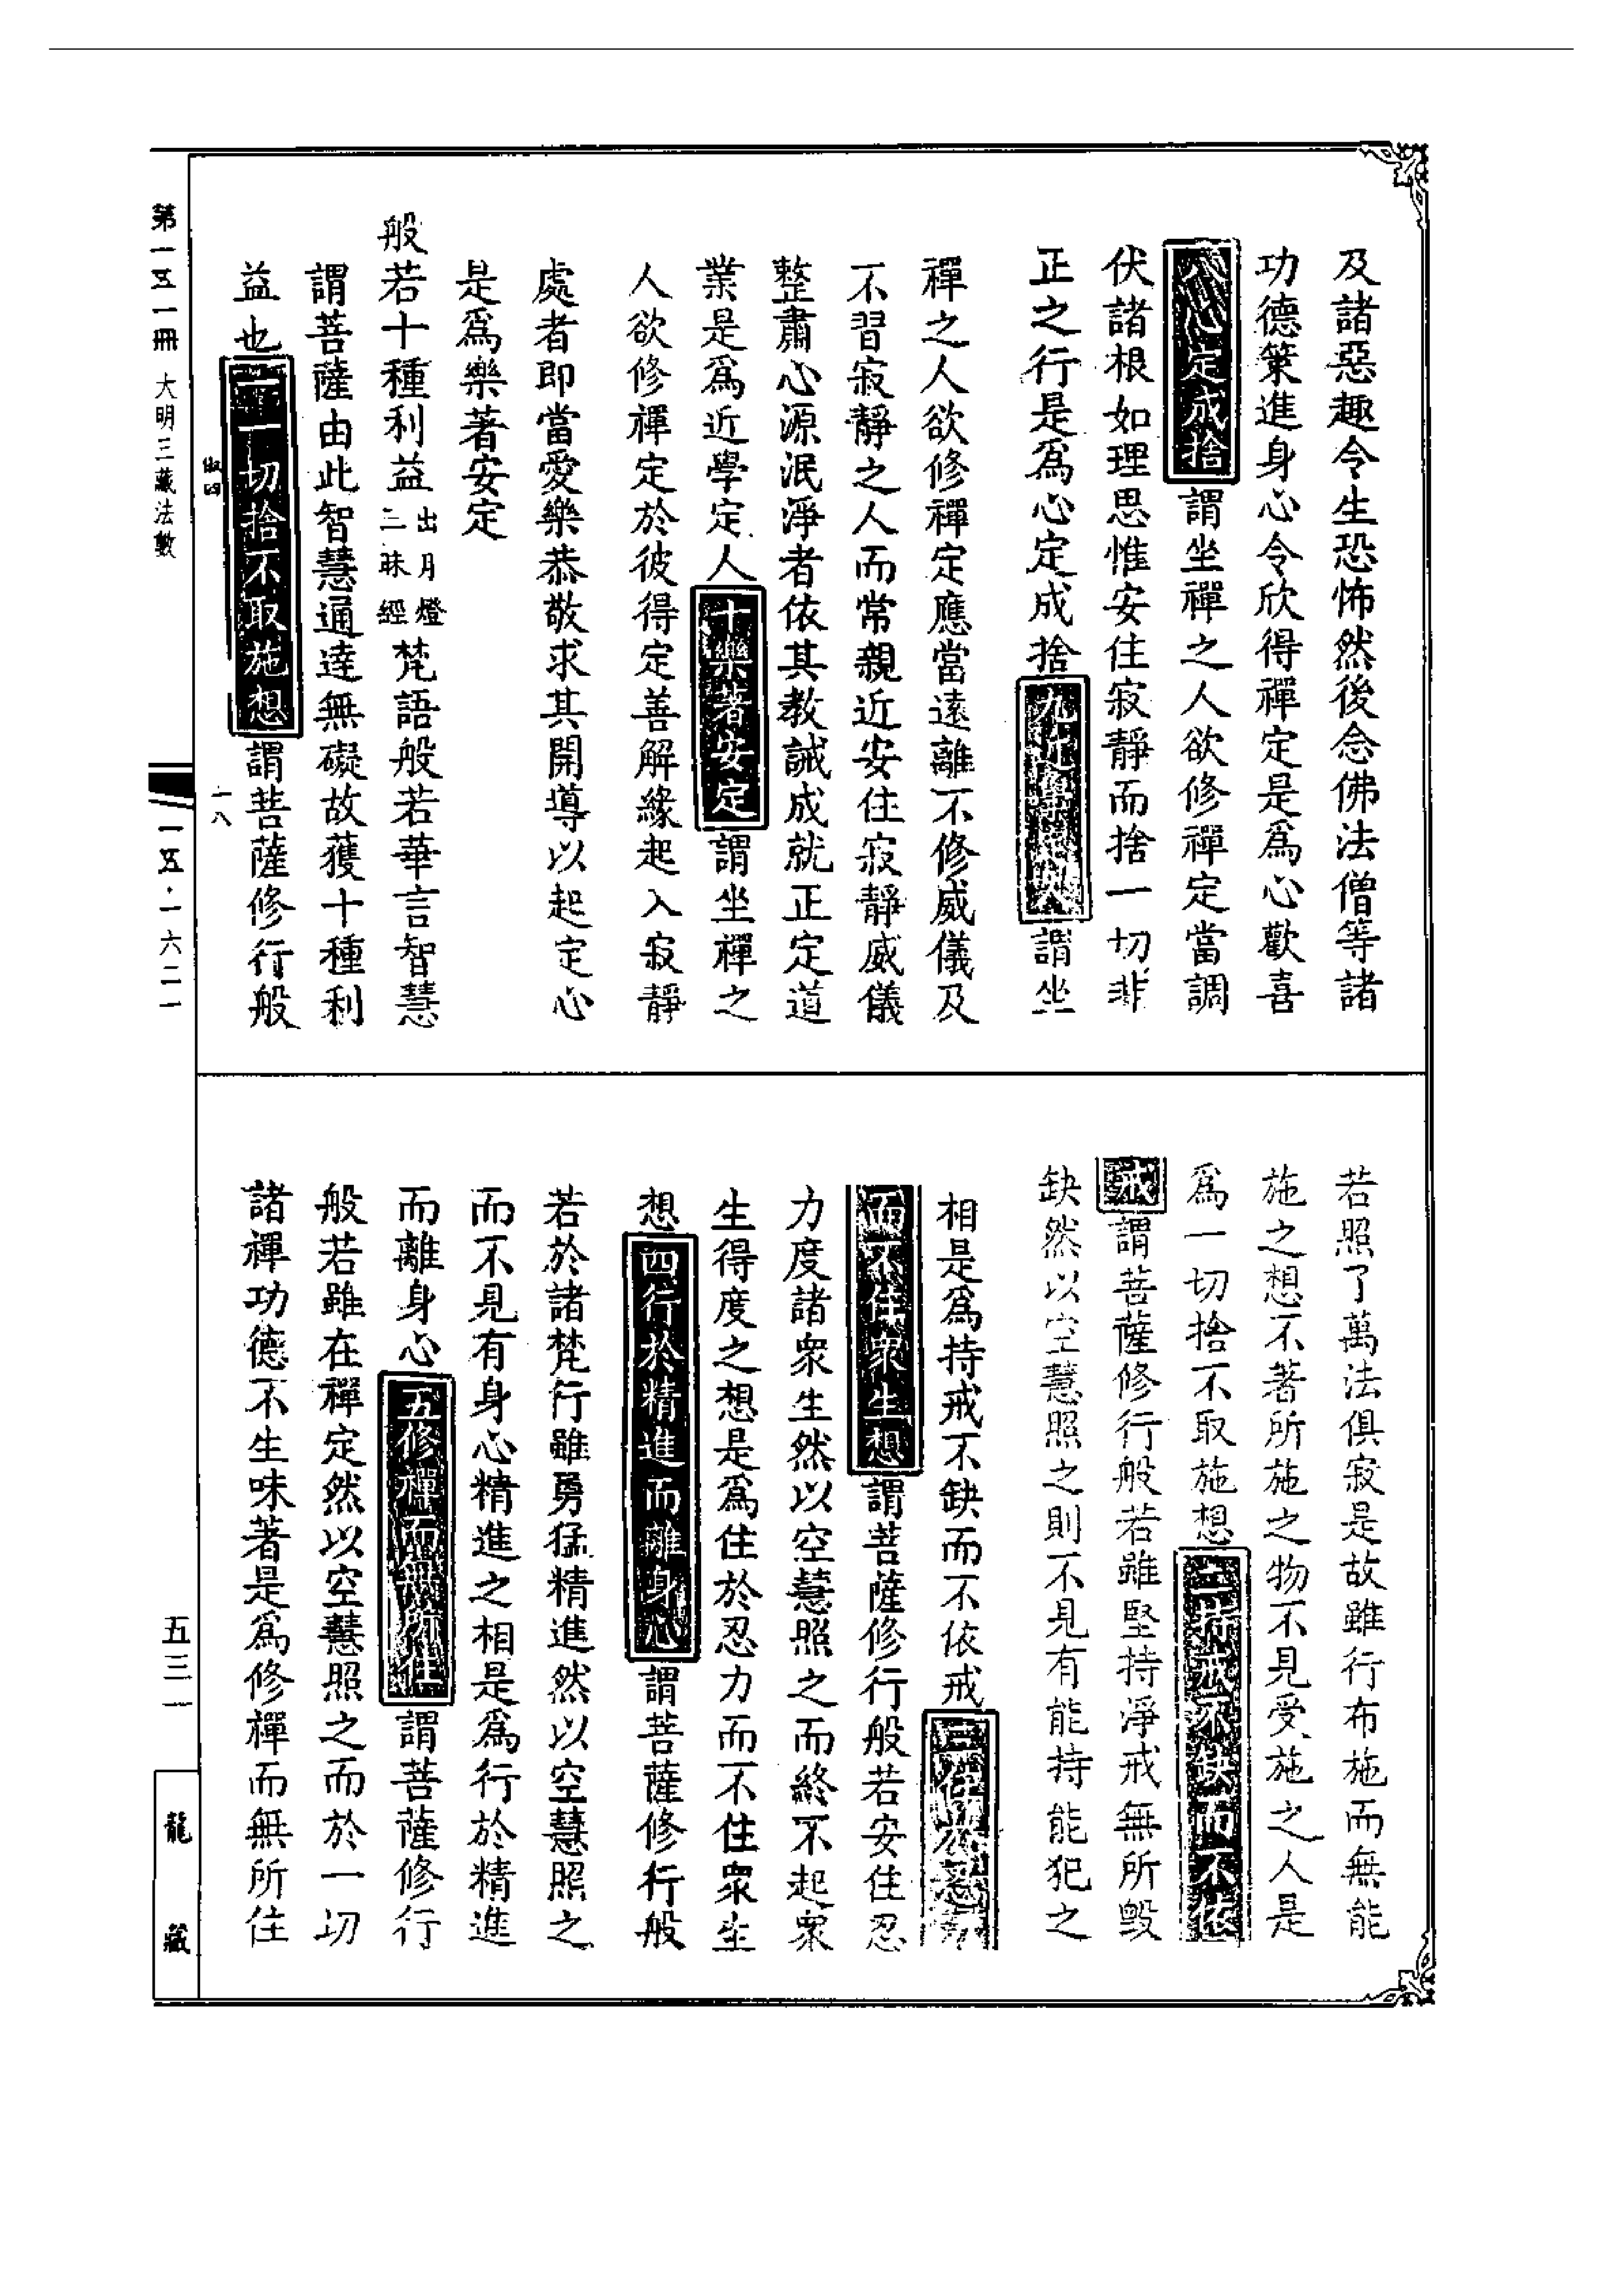 及諸惡趣令生恐怖然後念佛法僧等諸
功德策進身心令欣得禪定是爲心歡喜
八心定成捨謂坐禪之人欲修禪定當調
伏諸根如理思惟安住寂靜而捨一切非
正之行是爲心定成捨九近學定人謂坐
禪之人欲修禪定應當遠離不修威儀及
不習寂靜之人而常親近安住寂靜威儀
整肅心源泯淨者依其教誡成就正定道
業是爲近學定人十樂著安定謂坐禪之
人欲修禪定於彼得定善解緣起入寂靜
處者即當愛樂恭敬求其開導以起定心
是爲樂著安定
般若十種利益出月燈三昧經梵語般若華言智慧
謂菩薩由此智慧通達無礙故獲十種利
益也一一切捨不取施想謂菩薩修行般
若照了萬法俱寂是故雖行布施而無能
施之想不著所施之物不見受施之人是
爲一切捨不取施想二持戒不缺而不依
戒謂菩薩修行般若雖堅持淨戒無所毀
缺然以空慧照之則不見有能持能犯之
相是爲持戒不缺而不依戒三住於忍力
而不住衆生想謂菩薩修行般若安住忍
力度諸衆生然以空慧照之而終不起衆
生得度之想是爲住於忍力而不住衆生
想四行於精進而離身心謂菩薩修行般
若於諸梵行雖勇猛精進然以空慧照之
而不見有身心精進之相是爲行於精進
而離身心五修禪而無所住謂菩薩修行
般若雖在禪定然以空慧照之而於一切
諸禪功德不生味著是爲修禪而無所住
俶四
一八
第一五一冊 大明三藏法數
一五·一六二一
五三一
龍藏